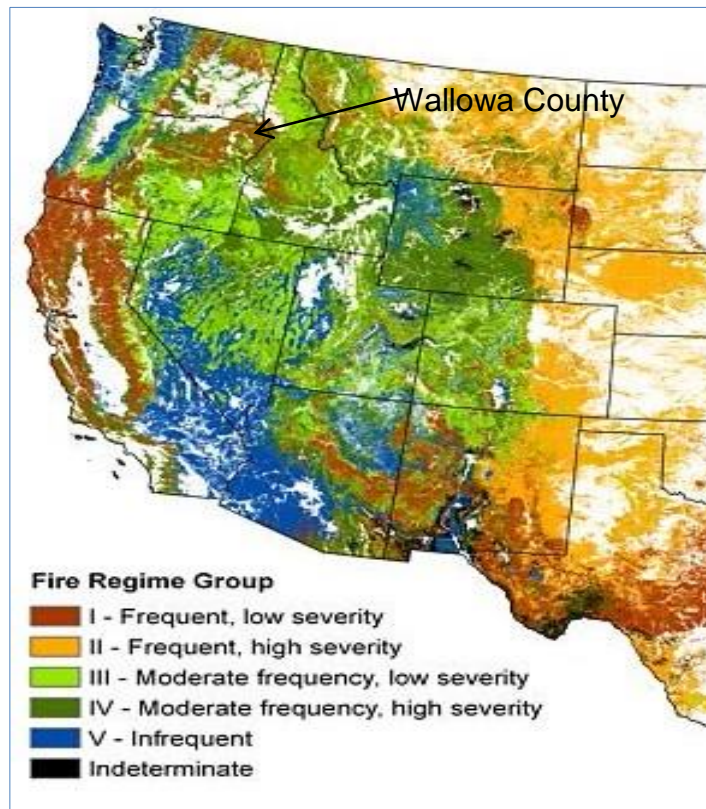 Wallowa County
Fire Regime Group
I - Frequent, low severity
II - Frequent, high severity
III - Moderate frequency, low severity
IV - Moderate frequency, high severity
V - Infrequent
Indeterminate